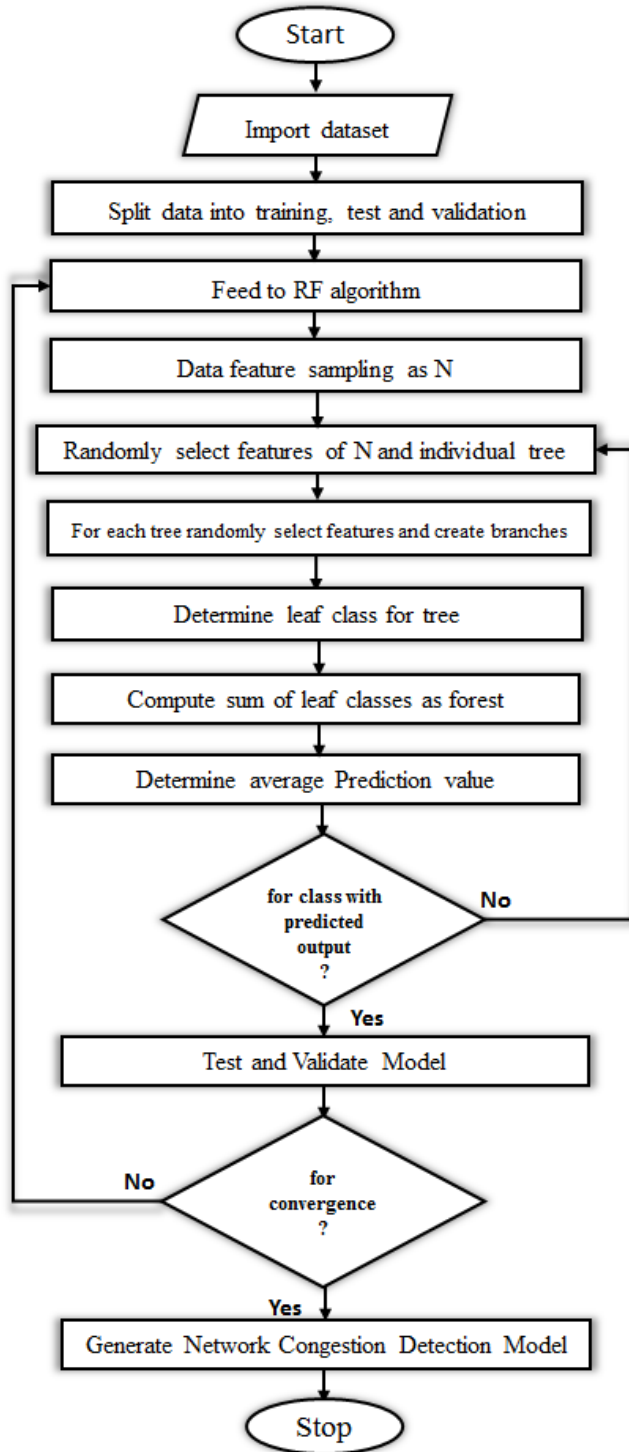 Start
Import dataset
Split data into training, test and validation
Feed to RF algorithm
Data feature sampling as N
Randomly select features of N and individual tree
For each tree randomly select features and create branches
Determine leaf class for tree
Compute sum of leaf classes as forest
Determine average Prediction value
for class with
predicted
output
?
No
Yes
Test and Validate Model
No
for
convergence
?
Yes
Generate Network Congestion Detection Model
Stop